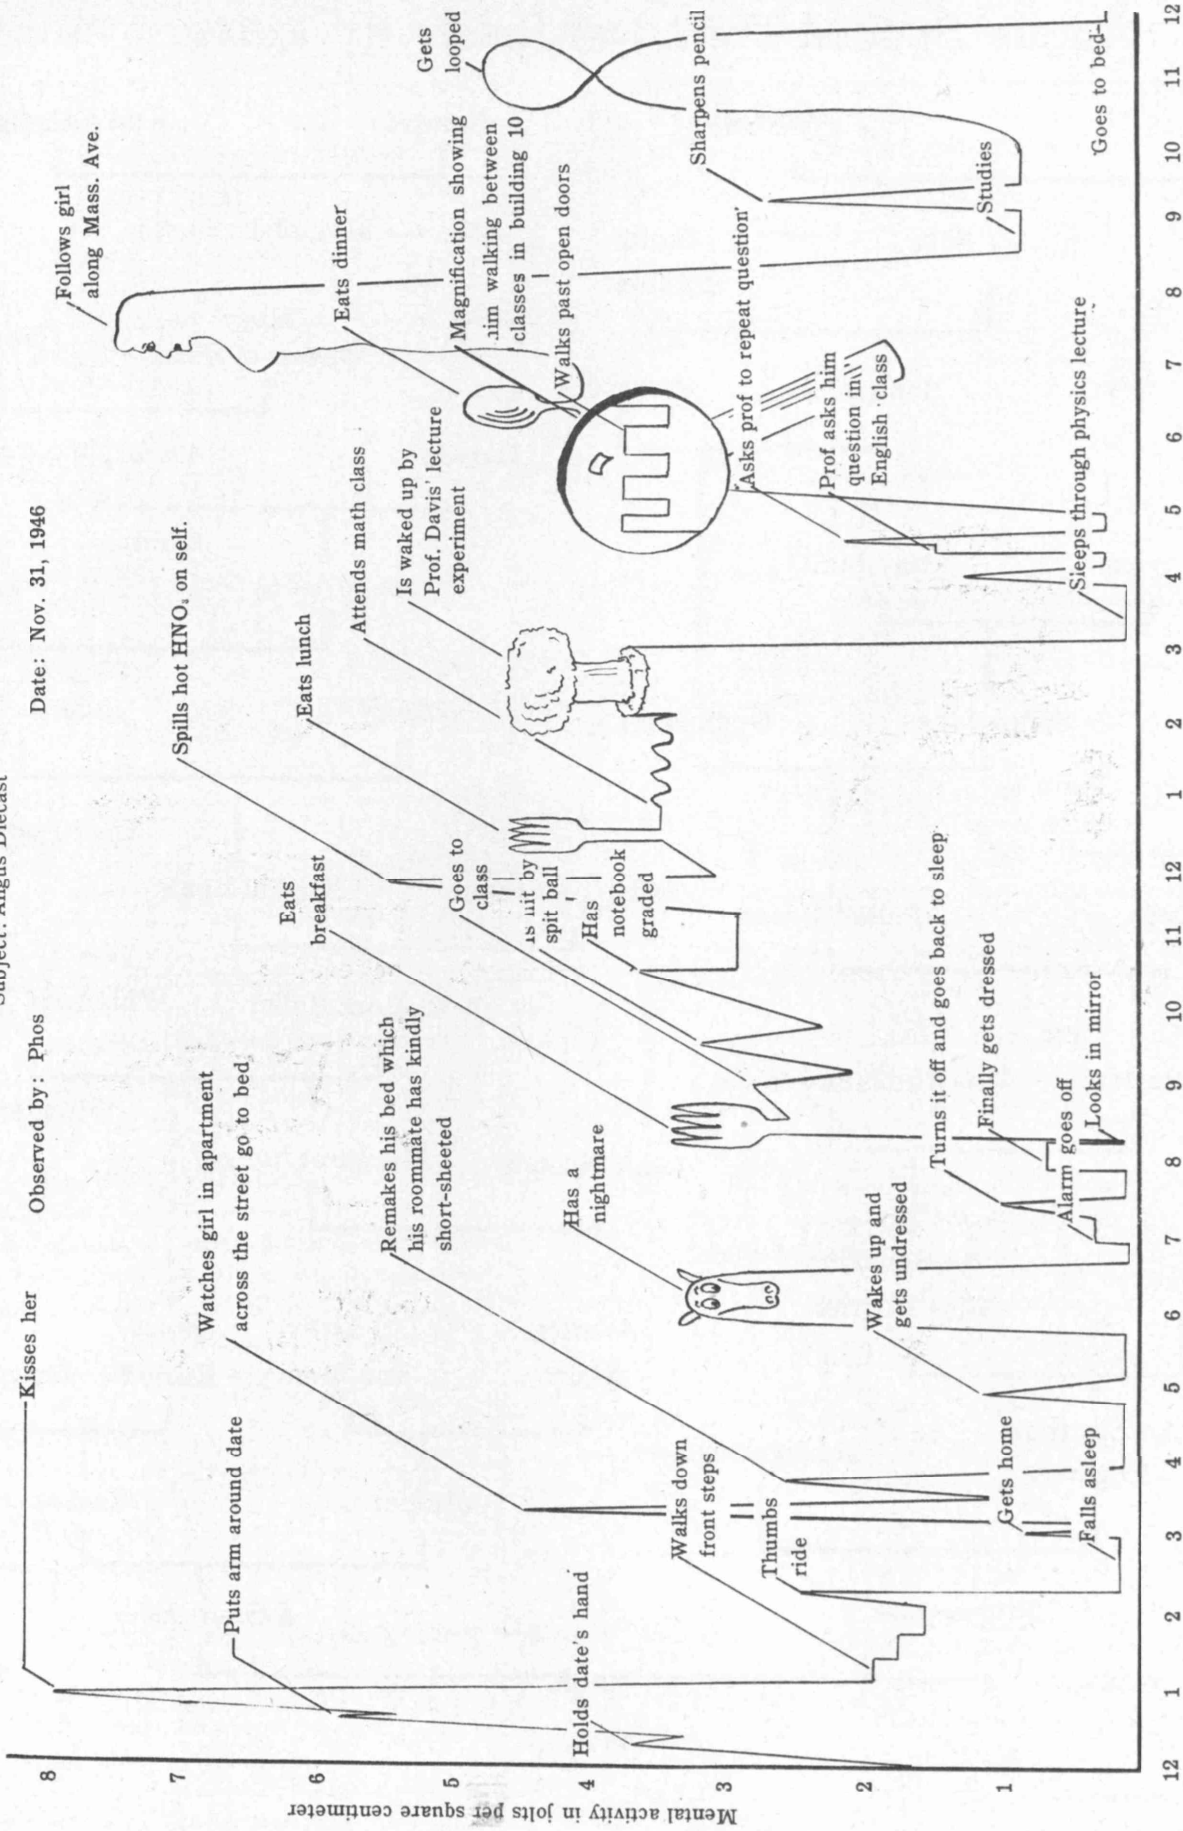 Subject: Angus Diecast
Observed by: Phos
Date: Nov. 31, 1946
Mental activity in jolts per square centimeter
8
7
6
5
4
3
2
1
Kisses her
Puts arm around date
Holds date's hand
Watches girl in apartment
across the street go to bed
Remakes his bed which
his roommate has kindly
short-sheeted
Walks down
front steps
Thumbs
ride
Gets home
Falls asleep
Has a
nightmare
Wakes up and
gets undressed
Turns it off and goes back to sleep
Finally gets dressed
Alarm goes off
Looks in mirror
Eats
breakfast
Goes to
class
Is hit by
spit ball
Has
notebook
graded
Spills hot HNO3 on self.
Eats lunch
Attends math class
Is waked up by
Prof. Davis' lecture
experiment
Sleeps through physics lecture
Prof asks him
question in
English class
Asks prof to repeat question
Walks past open doors
Magnification showing
him walking between
classes in building 10
Eats dinner
Follows girl
along Mass. Ave.
Studies
Sharpens pencil
Gets
looped
Goes to bed
12 1 2 3 4 5 6 7 8 9 10 11 12 1 2 3 4 5 6 7 8 9 10 11 12